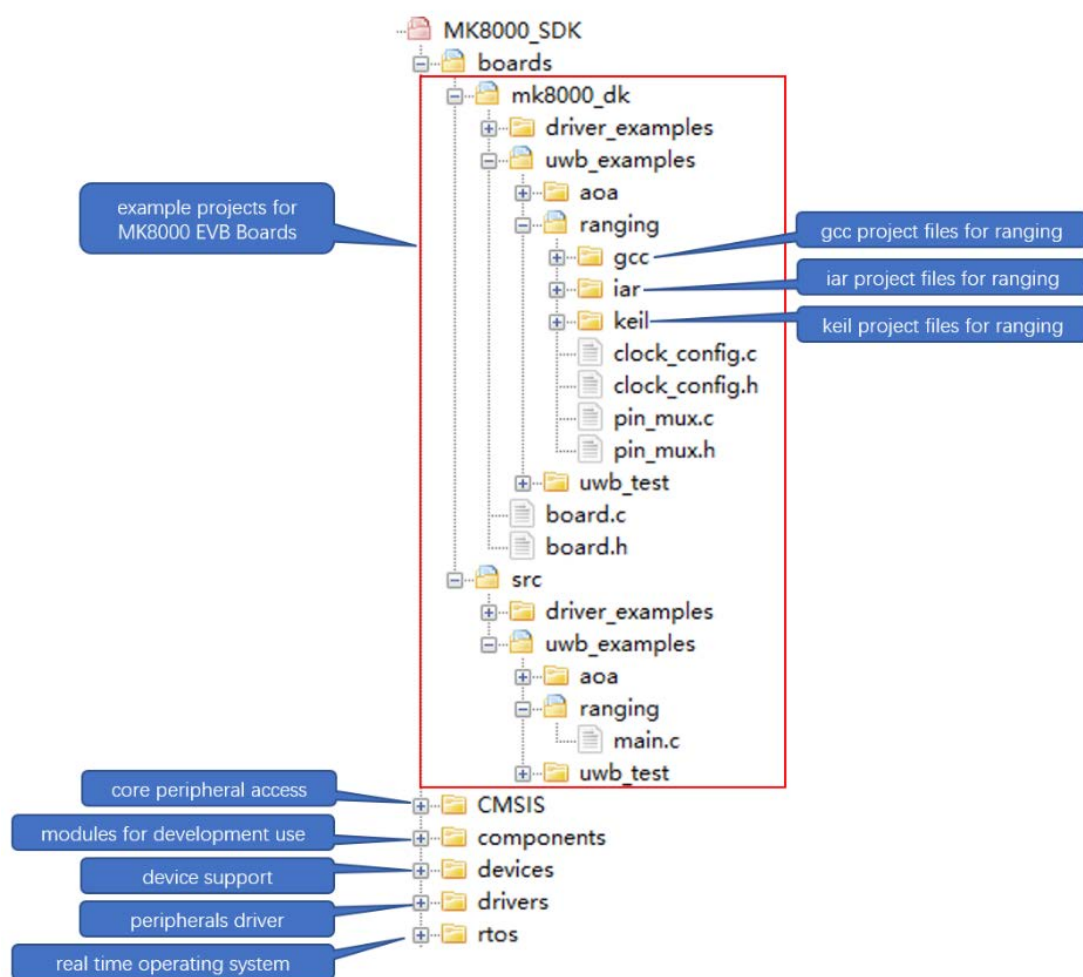 MK8000_SDK
boards
mk8000_dk
driver_examples
uwb_examples
aoa
example projects for
MK8000 EVB Boards
ranging
gcc
gcc project files for ranging
iar
iar project files for ranging
keil
keil project files for ranging
clock_config.c
clock_config.h
pin_mux.c
pin_mux.h
uwb_test
board.c
board.h
src
driver_examples
uwb_examples
aoa
ranging
main.c
uwb_test
core peripheral access
CMSIS
modules for development use
components
device support
devices
peripherals driver
drivers
real time operating system
rtos